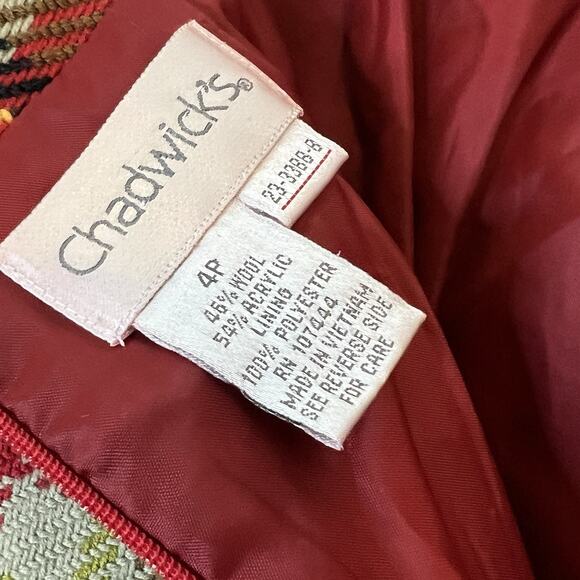 Chadwick's®
23-3388-8
4P
46% WOOL
54% ACRYLIC
LINING
100% POLYESTER
RN 107444
MADE IN VIETNAM
SEE REVERSE SIDE
FOR CARE